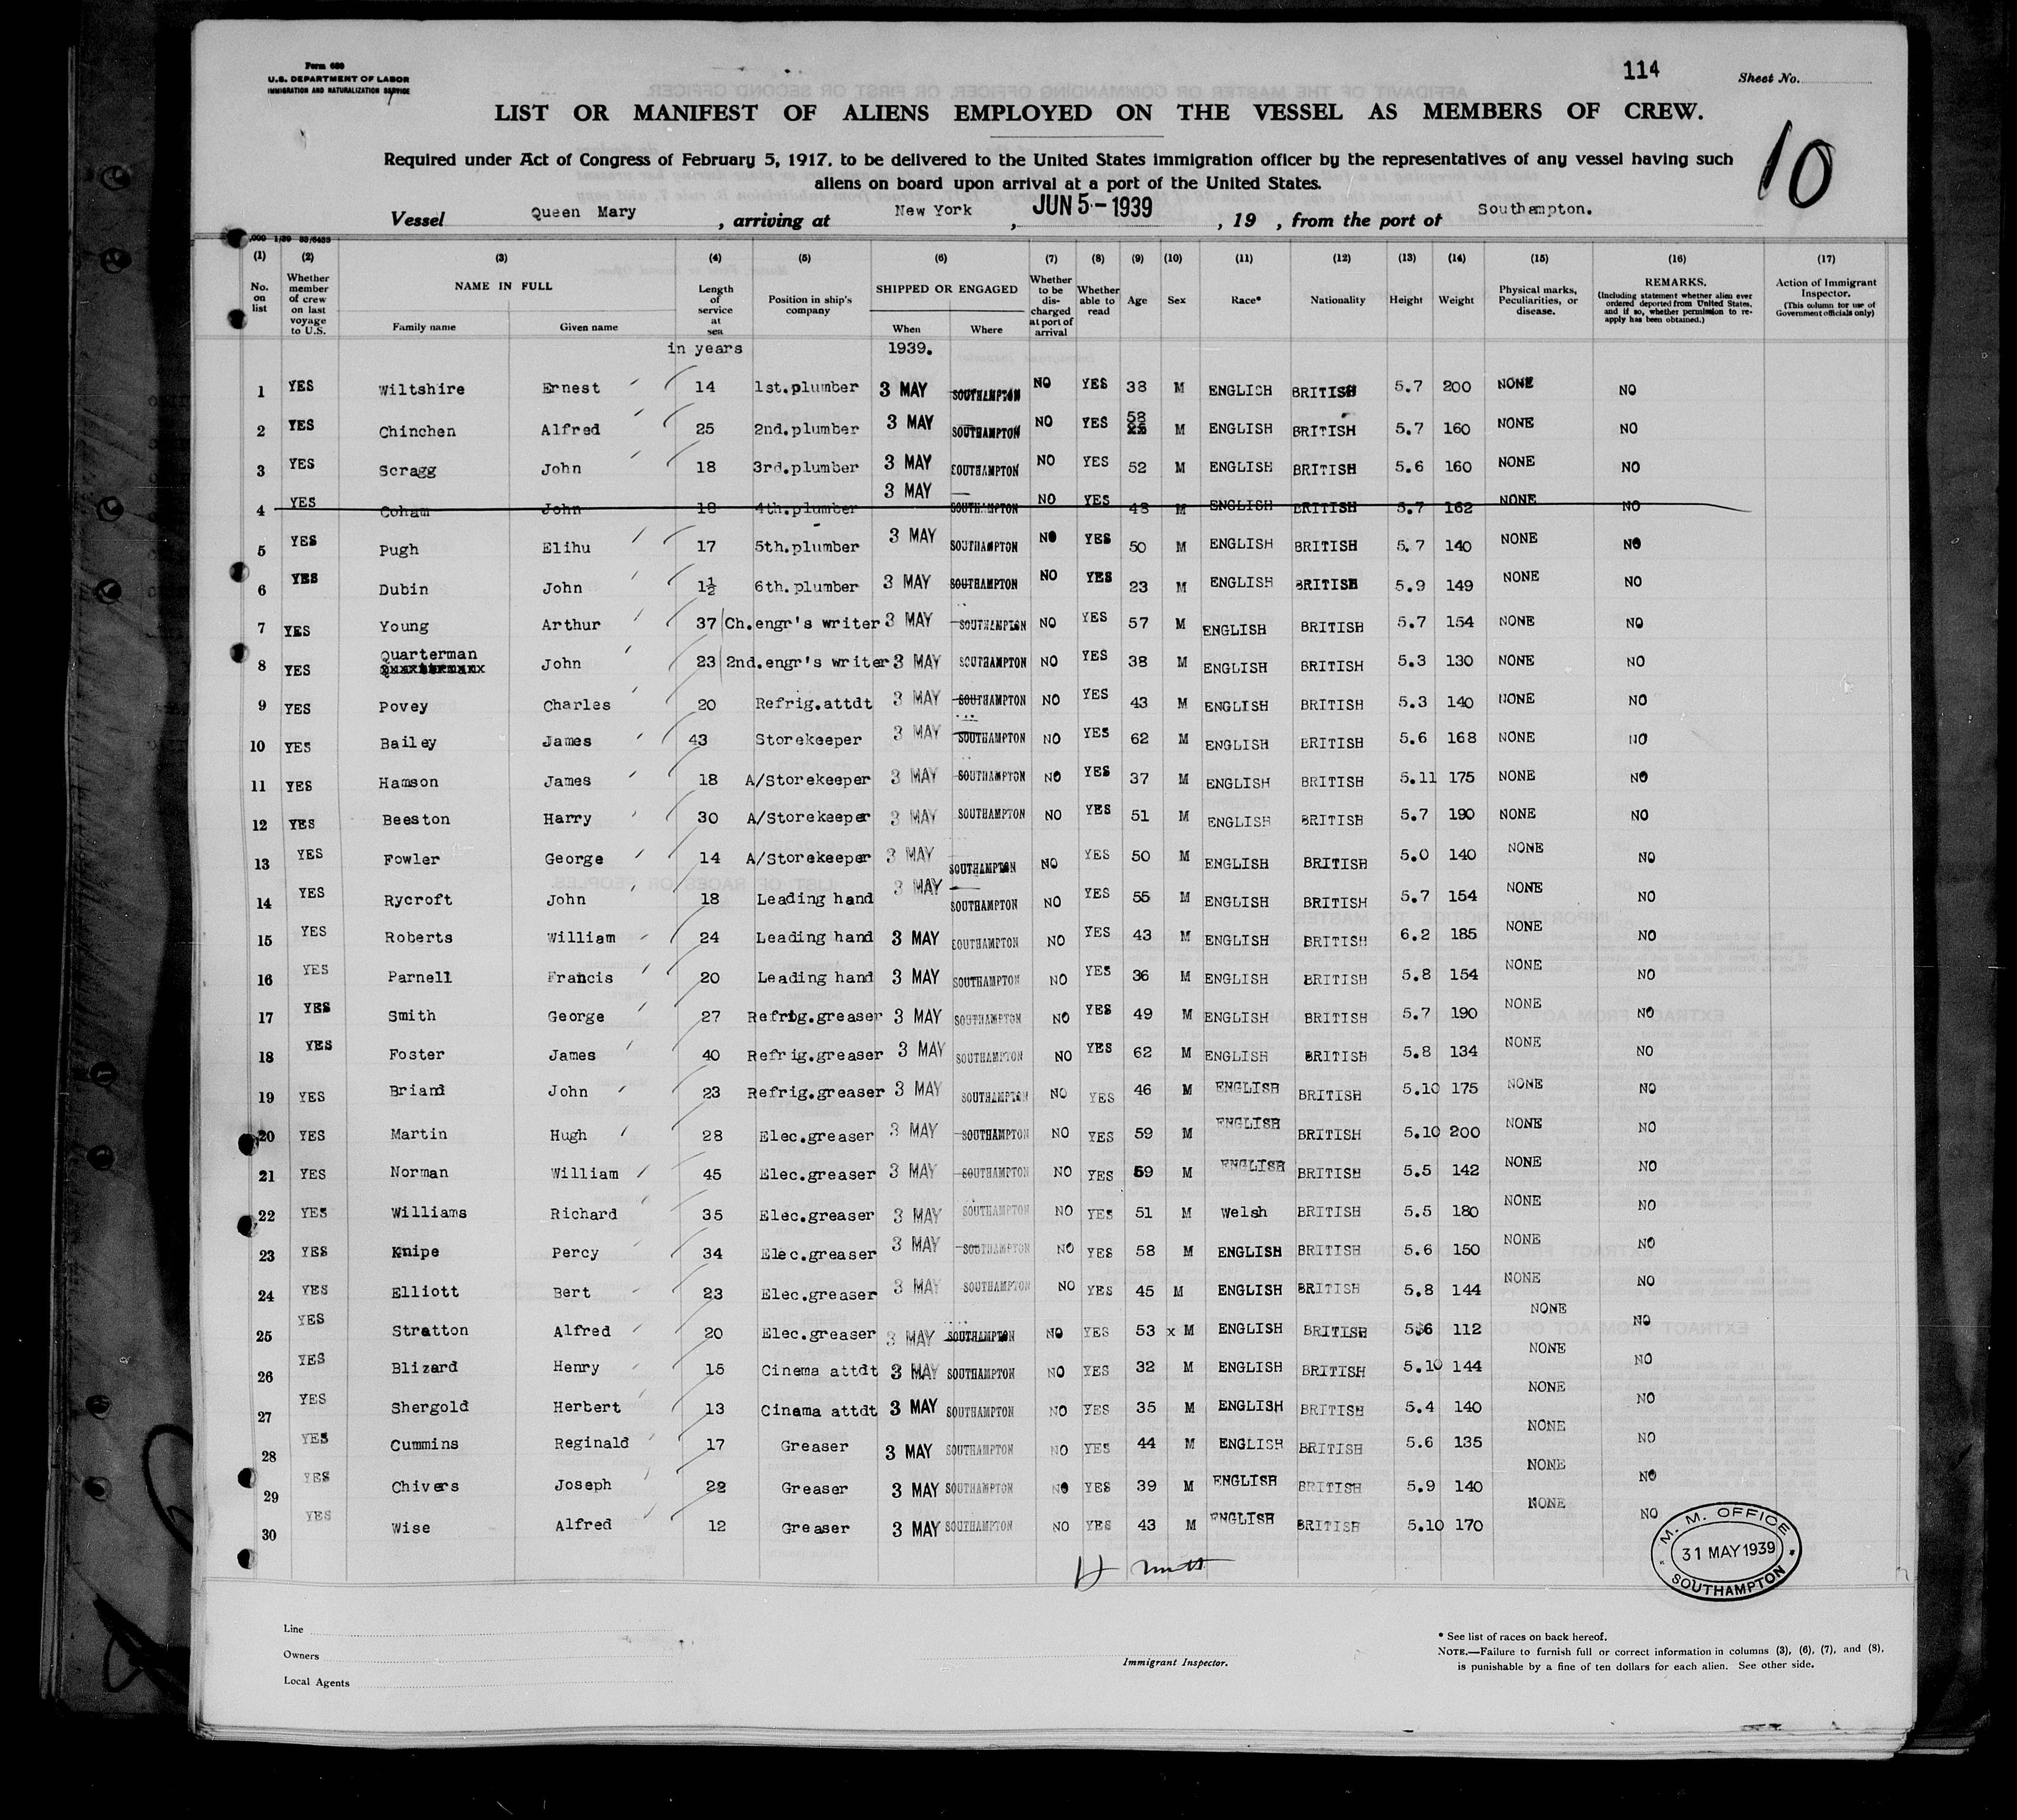 Form 680
U.S. DEPARTMENT OF LABOR
IMMIGRATION AND NATURALIZATION SERVICE
114
Sheet No.
LIST OR MANIFEST OF ALIENS EMPLOYED ON THE VESSEL AS MEMBERS OF CREW.
10
Required under Act of Congress of February 5, 1917, to be delivered to the United States immigration officer by the representatives of any vessel having such
aliens on board upon arrival at a port of the United States.
Vessel Queen Mary , arriving at New York , JUN 5-1939 , 19 , from the port of Southampton.
(1) (2) (3) (4) (5) (6) (7) (8) (9) (10) (11) (12) (13) (14) (15) (16) (17)
No. on list Whether member of crew on last voyage to U.S. NAME IN FULL Family name Given name Length of service at sea Position in ship's company SHIPPED OR ENGAGED When Where Whether to be discharged at port of arrival Whether able to read Age Sex Race* Nationality Height Weight Physical marks, Peculiarities, or disease. REMARKS. (Including statement whether alien ever ordered deported from United States, and if so, whether permission to re-apply has been obtained.) Action of Immigrant Inspector. (This column for use of Government officials only)
in years 1939.
1 YES Wiltshire Ernest 14 1st.plumber 3 MAY SOUTHAMPTON NO YES 38 M ENGLISH BRITISH 5.7 200 NONE NO
2 YES Chinchen Alfred 25 2nd.plumber 3 MAY SOUTHAMPTON NO YES 58 M ENGLISH BRITISH 5.7 160 NONE NO
3 YES Scragg John 18 3rd.plumber 3 MAY SOUTHAMPTON NO YES 52 M ENGLISH BRITISH 5.6 160 NONE NO
4 YES Coham John 18 4th.plumber 3 MAY SOUTHAMPTON NO YES 48 M ENGLISH BRITISH 5.7 162 NONE NO
5 YES Pugh Elihu 17 5th.plumber 3 MAY SOUTHAMPTON NO YES 50 M ENGLISH BRITISH 5.7 140 NONE NO
6 YES Dubin John 1½ 6th.plumber 3 MAY SOUTHAMPTON NO YES 23 M ENGLISH BRITISH 5.9 149 NONE NO
7 YES Young Arthur 37 Ch.engr's writer 3 MAY SOUTHAMPTON NO YES 57 M ENGLISH BRITISH 5.7 154 NONE NO
8 YES Quarterman John 23 2nd.engr's writer 3 MAY SOUTHAMPTON NO YES 38 M ENGLISH BRITISH 5.3 130 NONE NO
9 YES Povey Charles 20 Refrig.attdt 3 MAY SOUTHAMPTON NO YES 43 M ENGLISH BRITISH 5.3 140 NONE NO
10 YES Bailey James 43 Storekeeper 3 MAY SOUTHAMPTON NO YES 62 M ENGLISH BRITISH 5.6 168 NONE NO
11 YES Hamson James 18 A/Storekeeper 3 MAY SOUTHAMPTON NO YES 37 M ENGLISH BRITISH 5.11 175 NONE NO
12 YES Beeston Harry 30 A/Storekeeper 3 MAY SOUTHAMPTON NO YES 51 M ENGLISH BRITISH 5.7 190 NONE NO
13 YES Fowler George 14 A/Storekeeper 3 MAY SOUTHAMPTON NO YES 50 M ENGLISH BRITISH 5.0 140 NONE NO
14 YES Rycroft John 18 Leading hand 3 MAY SOUTHAMPTON NO YES 55 M ENGLISH BRITISH 5.7 154 NONE NO
15 YES Roberts William 24 Leading hand 3 MAY SOUTHAMPTON NO YES 43 M ENGLISH BRITISH 6.2 185 NONE NO
16 YES Parnell Francis 20 Leading hand 3 MAY SOUTHAMPTON NO YES 36 M ENGLISH BRITISH 5.8 154 NONE NO
17 YES Smith George 27 Refrig.greaser 3 MAY SOUTHAMPTON NO YES 49 M ENGLISH BRITISH 5.7 190 NONE NO
18 YES Foster James 40 Refrig.greaser 3 MAY SOUTHAMPTON NO YES 62 M ENGLISH BRITISH 5.8 134 NONE NO
19 YES Briand John 23 Refrig.greaser 3 MAY SOUTHAMPTON NO YES 46 M ENGLISH BRITISH 5.10 175 NONE NO
20 YES Martin Hugh 28 Elec.greaser 3 MAY SOUTHAMPTON NO YES 59 M ENGLISH BRITISH 5.10 200 NONE NO
21 YES Norman William 45 Elec.greaser 3 MAY SOUTHAMPTON NO YES 59 M ENGLISH BRITISH 5.5 142 NONE NO
22 YES Williams Richard 35 Elec.greaser 3 MAY SOUTHAMPTON NO YES 51 M Welsh BRITISH 5.5 180 NONE NO
23 YES Knipe Percy 34 Elec.greaser 3 MAY SOUTHAMPTON NO YES 58 M ENGLISH BRITISH 5.6 150 NONE NO
24 YES Elliott Bert 23 Elec.greaser 3 MAY SOUTHAMPTON NO YES 45 M ENGLISH BRITISH 5.8 144 NONE NO
25 YES Stratton Alfred 20 Elec.greaser 3 MAY SOUTHAMPTON NO YES 53 x M ENGLISH BRITISH 5.6 112 NONE NO
26 YES Blizard Henry 15 Cinema attdt 3 MAY SOUTHAMPTON NO YES 32 M ENGLISH BRITISH 5.10 144 NONE NO
27 YES Shergold Herbert 13 Cinema attdt 3 MAY SOUTHAMPTON NO YES 35 M ENGLISH BRITISH 5.4 140 NONE NO
28 YES Cummins Reginald 17 Greaser 3 MAY SOUTHAMPTON NO YES 44 M ENGLISH BRITISH 5.6 135 NONE NO
29 YES Chivers Joseph 22 Greaser 3 MAY SOUTHAMPTON NO YES 39 M ENGLISH BRITISH 5.9 140 NONE NO
30 YES Wise Alfred 12 Greaser 3 MAY SOUTHAMPTON NO YES 43 M ENGLISH BRITISH 5.10 170 NONE NO
M. M. OFFICE
31 MAY 1939
SOUTHAMPTON
Line
Owners
Local Agents
Immigrant Inspector.
* See list of races on back hereof.
NOTE.—Failure to furnish full or correct information in columns (3), (6), (7), and (8),
is punishable by a fine of ten dollars for each alien. See other side.